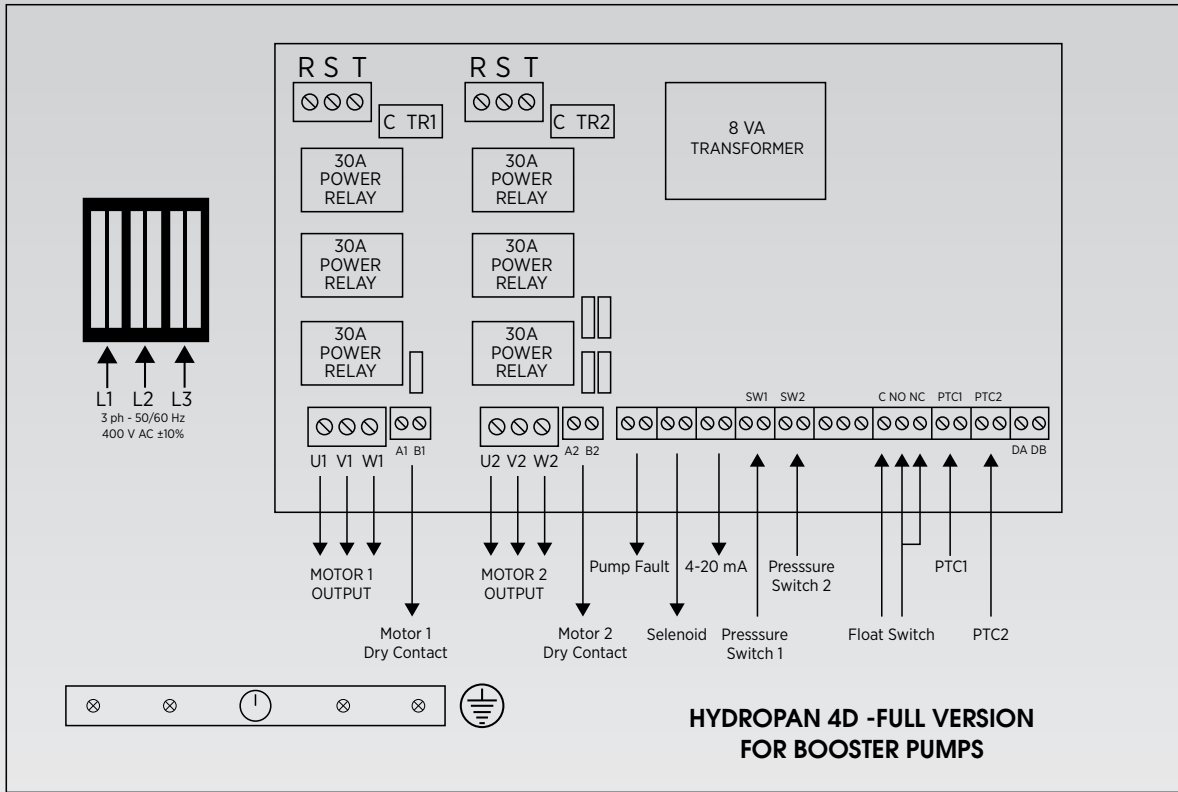 R S T
R S T
C TR1
C TR2
8 VA
TRANSFORMER
30A
POWER
RELAY
30A
POWER
RELAY
30A
POWER
RELAY
30A
POWER
RELAY
30A
POWER
RELAY
30A
POWER
RELAY
L1 L2 L3
3 ph - 50/60 Hz
400 V AC ±10%
SW1 SW2 C NO NC PTC1 PTC2
U1 V1 W1 A1 B1
U2 V2 W2 A2 B2
DA DB
MOTOR 1
OUTPUT
Motor 1
Dry Contact
MOTOR 2
OUTPUT
Motor 2
Dry Contact
Pump Fault
Selenoid
4-20 mA
Presssure
Switch 1
Presssure
Switch 2
Float Switch
PTC1
PTC2
HYDROPAN 4D -FULL VERSION
FOR BOOSTER PUMPS